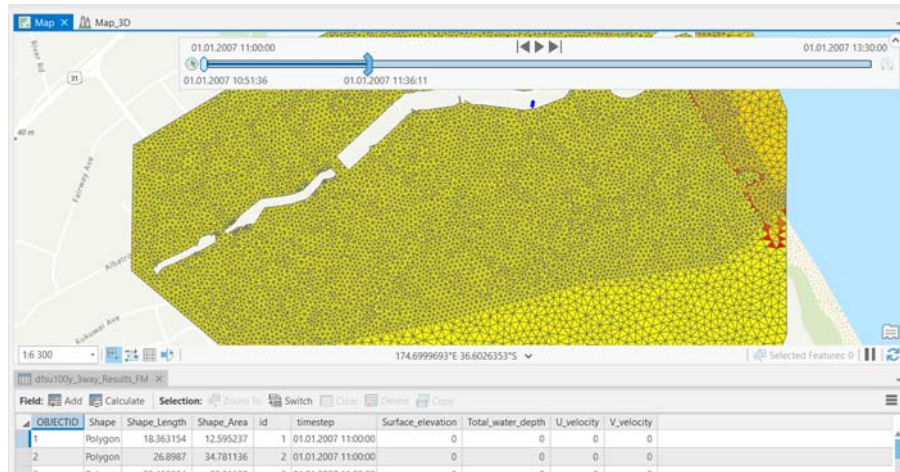 Map Map_3D
River Rd
01.01.2007 11:00:00 01.01.2007 13:30:00
31
01.01.2007 10:51:36 01.01.2007 11:36:11
40 m
Fairway Ave
Albatro
Kukuwai Ave
1:6 300 174.6999693°E 36.6026353°S Selected Features: 0
dfsu100y_3way_Results_FM
Field: Add Calculate Selection: Zoom To Switch Clear Delete Copy
OBJECTID Shape Shape_Length Shape_Area id timestep Surface_elevation Total_water_depth U_velocity V_velocity
1 Polygon 18.363154 12.595237 1 01.01.2007 11:00:00 0 0 0 0
2 Polygon 26.8987 34.781136 2 01.01.2007 11:00:00 0 0 0 0